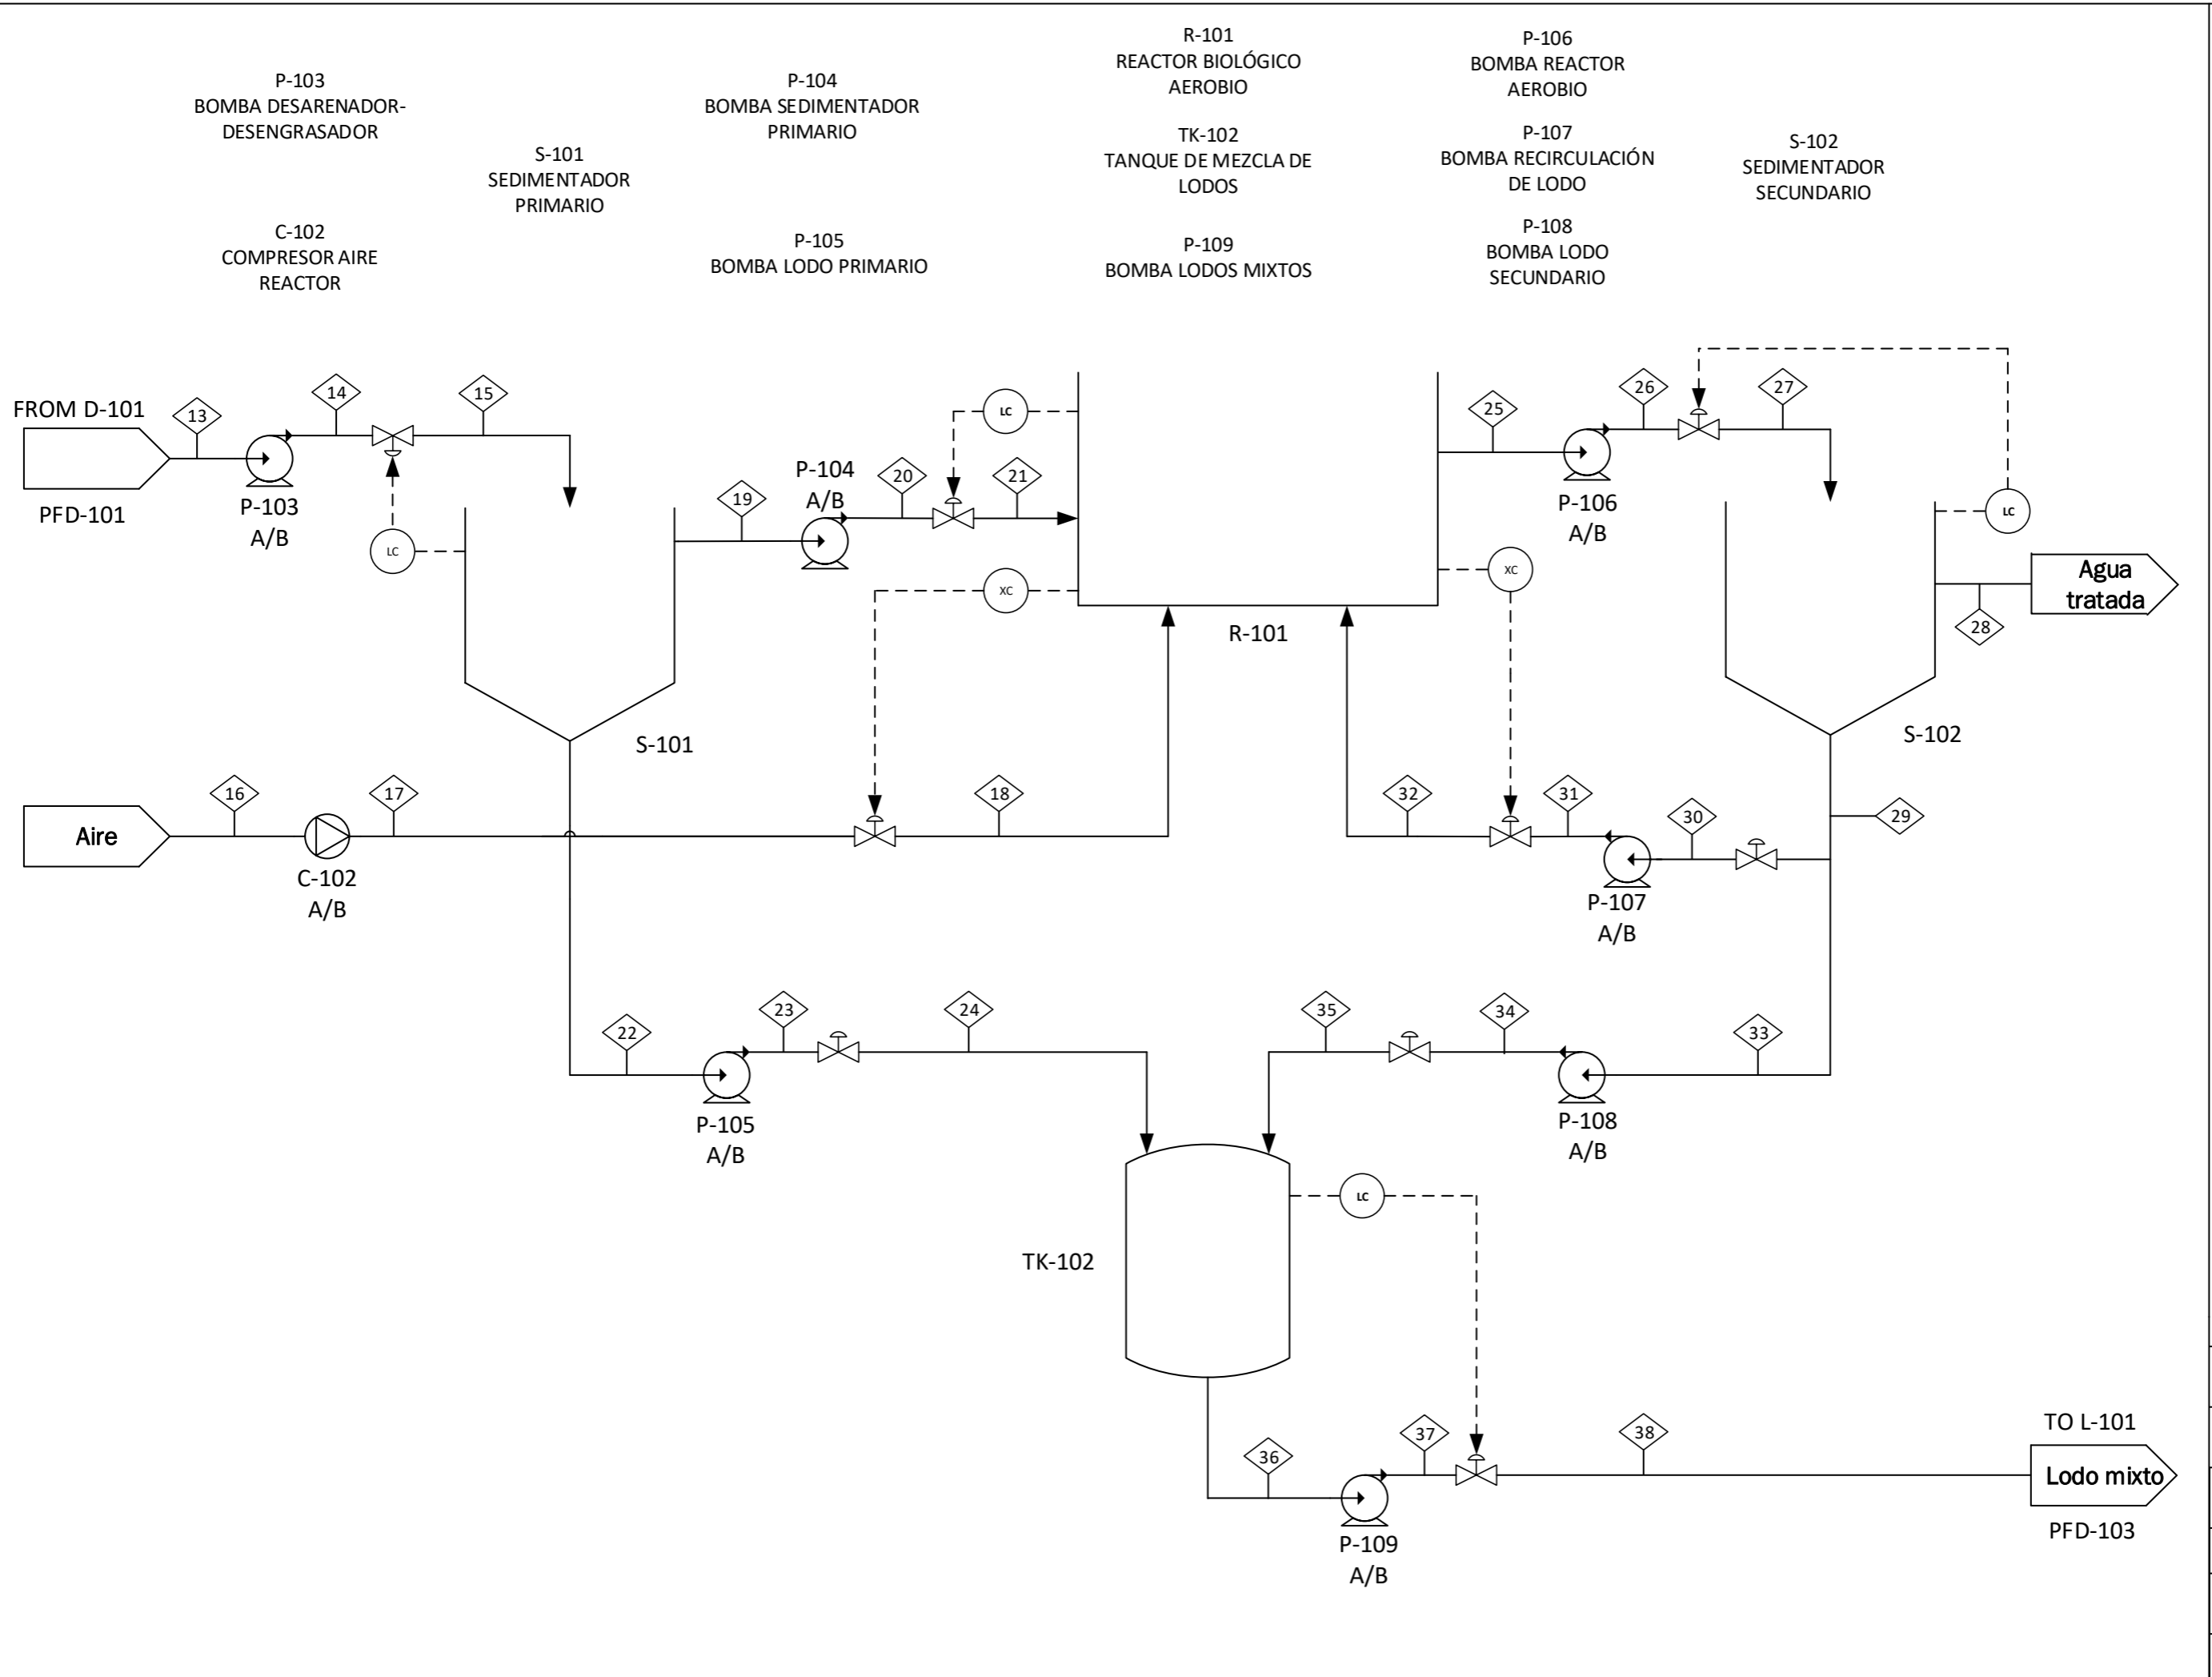 P-103
BOMBA DESARENADOR-
DESENGRASADOR
C-102
COMPRESOR AIRE
REACTOR
S-101
SEDIMENTADOR
PRIMARIO
P-104
BOMBA SEDIMENTADOR
PRIMARIO
P-105
BOMBA LODO PRIMARIO
R-101
REACTOR BIOLÓGICO
AEROBIO
TK-102
TANQUE DE MEZCLA DE
LODOS
P-109
BOMBA LODOS MIXTOS
P-106
BOMBA REACTOR
AEROBIO
P-107
BOMBA RECIRCULACIÓN
DE LODO
P-108
BOMBA LODO
SECUNDARIO
S-102
SEDIMENTADOR
SECUNDARIO
FROM D-101
PFD-101
13
P-103
A/B
14
15
LC
S-101
19
P-104
A/B
20
21
LC
XC
R-101
25
P-106
A/B
26
27
LC
XC
Agua
tratada
28
S-102
Aire
16
C-102
A/B
17
18
32
31
P-107
A/B
30
29
22
P-105
A/B
23
24
35
34
P-108
A/B
33
TK-102
LC
36
P-109
A/B
37
38
TO L-101
Lodo mixto
PFD-103